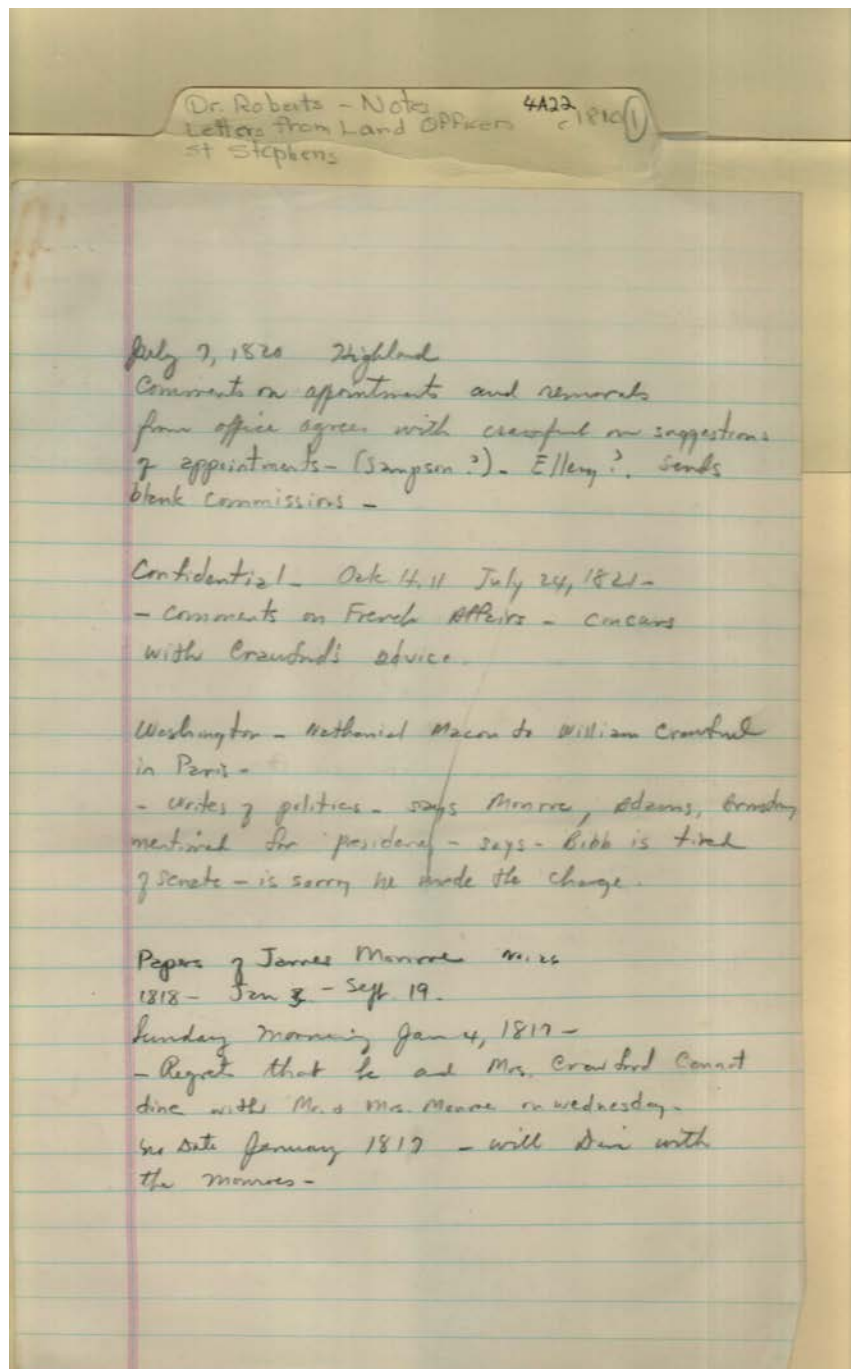 Dr. Roberts - Notes 4A22 c 1820 1
Letters from Land Officers
St Stephens
July 7, 1820 Highland
Comments on appointments and removals
from office agrees with Crawford on suggestions
of appointments - (Sampson?) - Ellery?. Sends
blank Commissions -
Confidential - Oak Hill July 24, 1821 -
- Comments on French Affairs - Concurs
with Crawford's advice.
Washington - Nathaniel Macon to William Crawford
in Paris -
- writes of politics - says Monroe, Adams,
mentioned for - says - Bibb is tired
of Senate - is sorry he made the change.
Papers of James Monroe No. 26
1818 - Jan 3 - Sept. 19.
Sunday Morning Jan 4, 1817 -
- Regret that he and Mrs. Crawford Cannot
dine with Mr. & Mrs. Monroe on wednesday.
No Date January 1817 - will with
the Monroes -